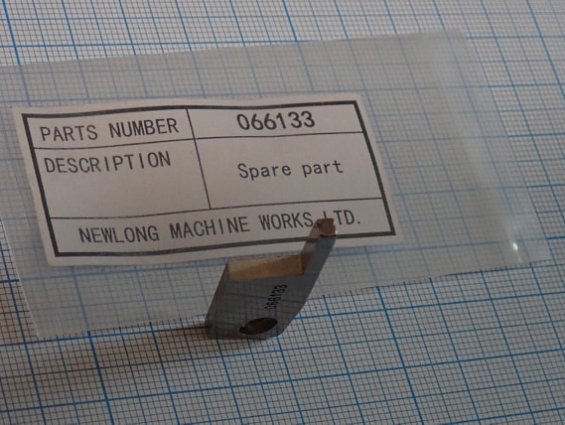 PARTS NUMBER 066133
DESCRIPTION Spare part
NEWLONG MACHINE WORKS,LTD.
066133